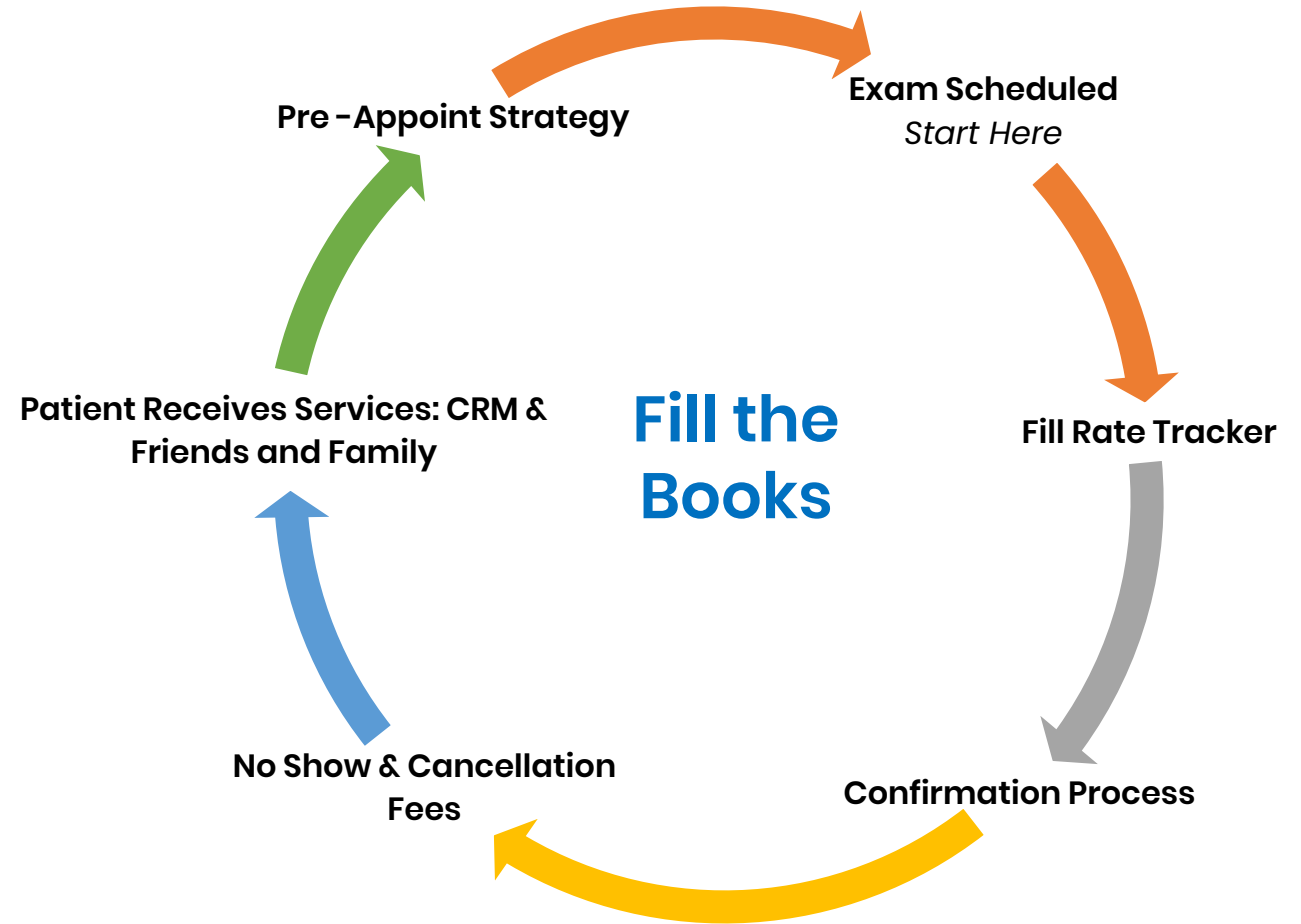 Pre -Appoint Strategy
Exam Scheduled
Start Here
Patient Receives Services: CRM &
Friends and Family
Fill the
Books
Fill Rate Tracker
No Show & Cancellation
Fees
Confirmation Process